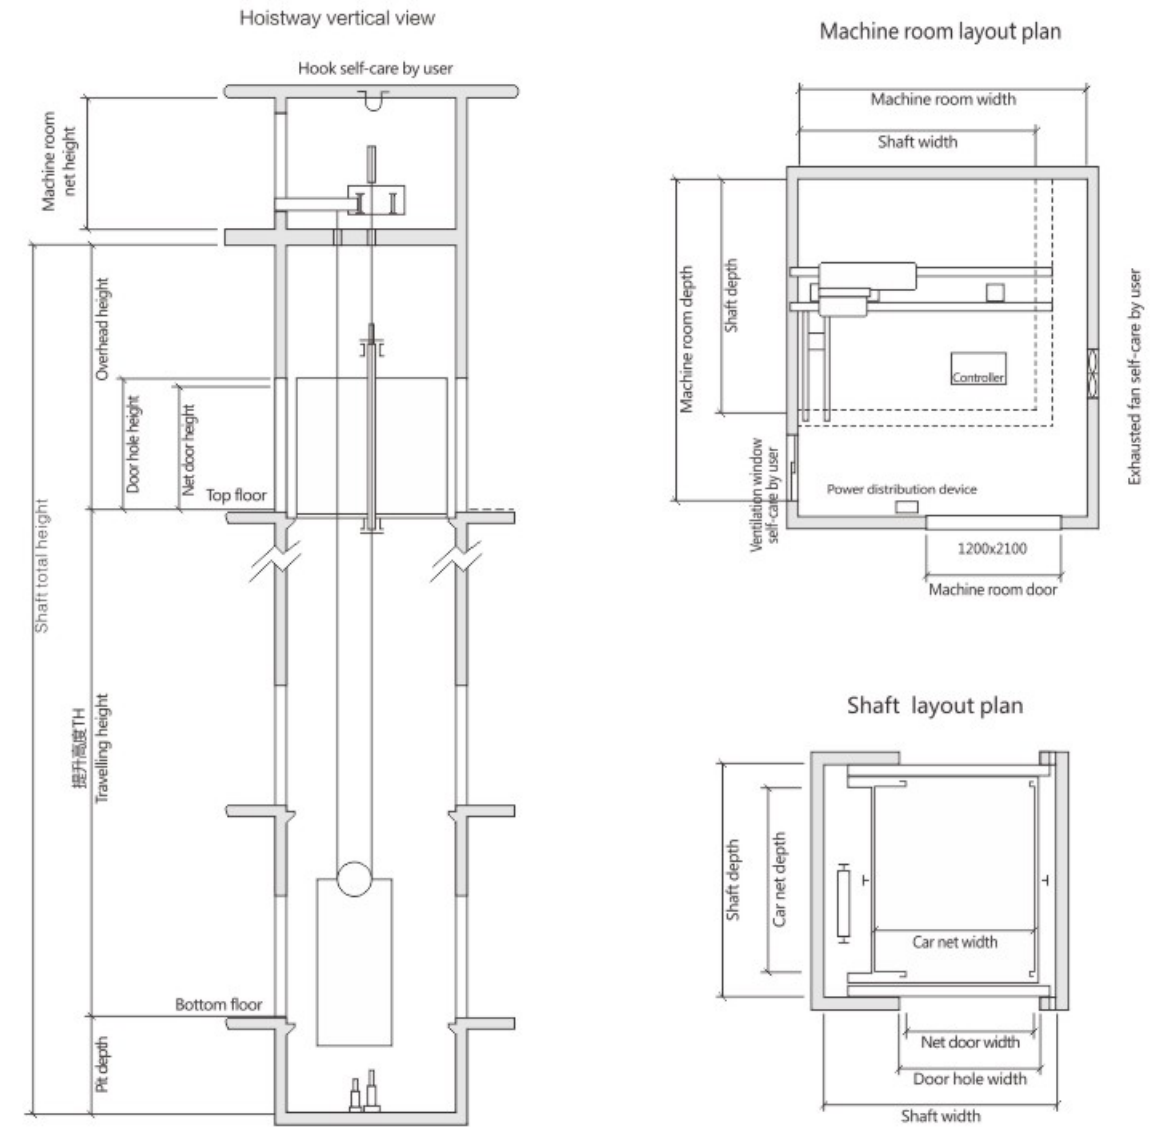 Hoistway vertical view
Hook self-care by user
Machine room
net height
Overhead height
Door hole height
Net door height
Top floor
Shaft total height
提升高度TH
Travelling height
Bottom floor
Pit depth
Machine room layout plan
Machine room width
Shaft width
Machine room depth
Shaft depth
Controller
Exhausted fan self-care by user
Ventilation window
self-care by user
Power distribution device
1200x2100
Machine room door
Shaft layout plan
Shaft depth
Car net depth
Car net width
Net door width
Door hole width
Shaft width